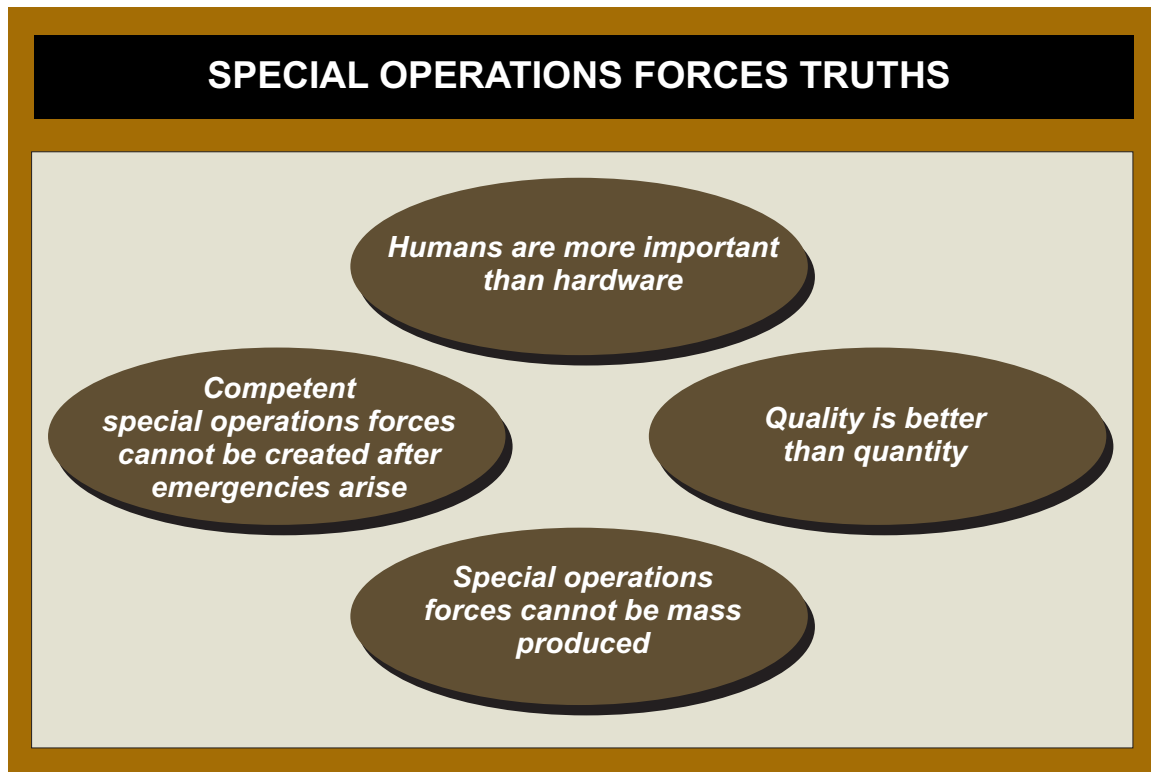 SPECIAL OPERATIONS FORCES TRUTHS
Humans are more important
than hardware
Competent
special operations forces
cannot be created after
emergencies arise
Quality is better
than quantity
Special operations
forces cannot be mass
produced